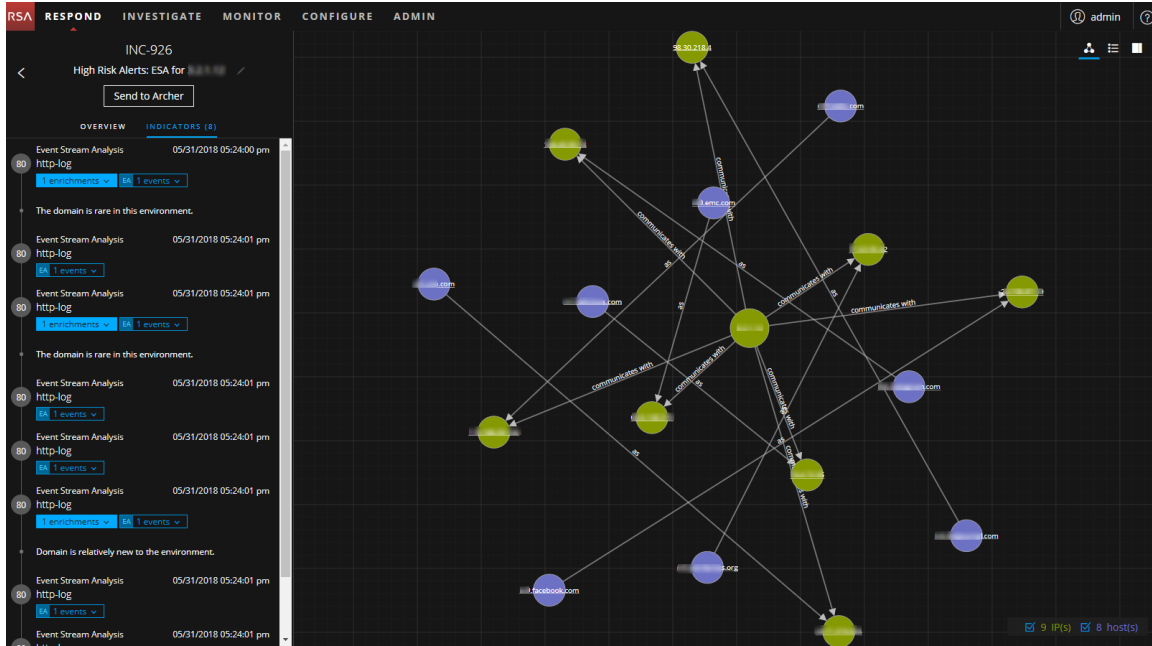 RSA RESPOND INVESTIGATE MONITOR CONFIGURE ADMIN admin
INC-926
High Risk Alerts: ESA for
Send to Archer
OVERVIEW INDICATORS (8)
Event Stream Analysis 05/31/2018 05:24:00 pm
80 http-log
1 enrichments EA 1 events
The domain is rare in this environment.
Event Stream Analysis 05/31/2018 05:24:01 pm
80 http-log
EA 1 events
Event Stream Analysis 05/31/2018 05:24:01 pm
80 http-log
1 enrichments EA 1 events
The domain is rare in this environment.
Event Stream Analysis 05/31/2018 05:24:01 pm
80 http-log
EA 1 events
Event Stream Analysis 05/31/2018 05:24:01 pm
80 http-log
EA 1 events
Event Stream Analysis 05/31/2018 05:24:01 pm
80 http-log
1 enrichments EA 1 events
Domain is relatively new to the environment.
Event Stream Analysis 05/31/2018 05:24:01 pm
80 http-log
EA 1 events
Event Stream Analysis 05/31/2018 05:24:01 pm
98.30.218.4
.com
communicates with
.emc.com
communicates with
as
as
communicates with
as
as
.com
communicates with
communicates with
communicates with
as
communicates with
.com
as
as
communicates with
.com
.org
.facebook.com
9 IP(s) 8 host(s)